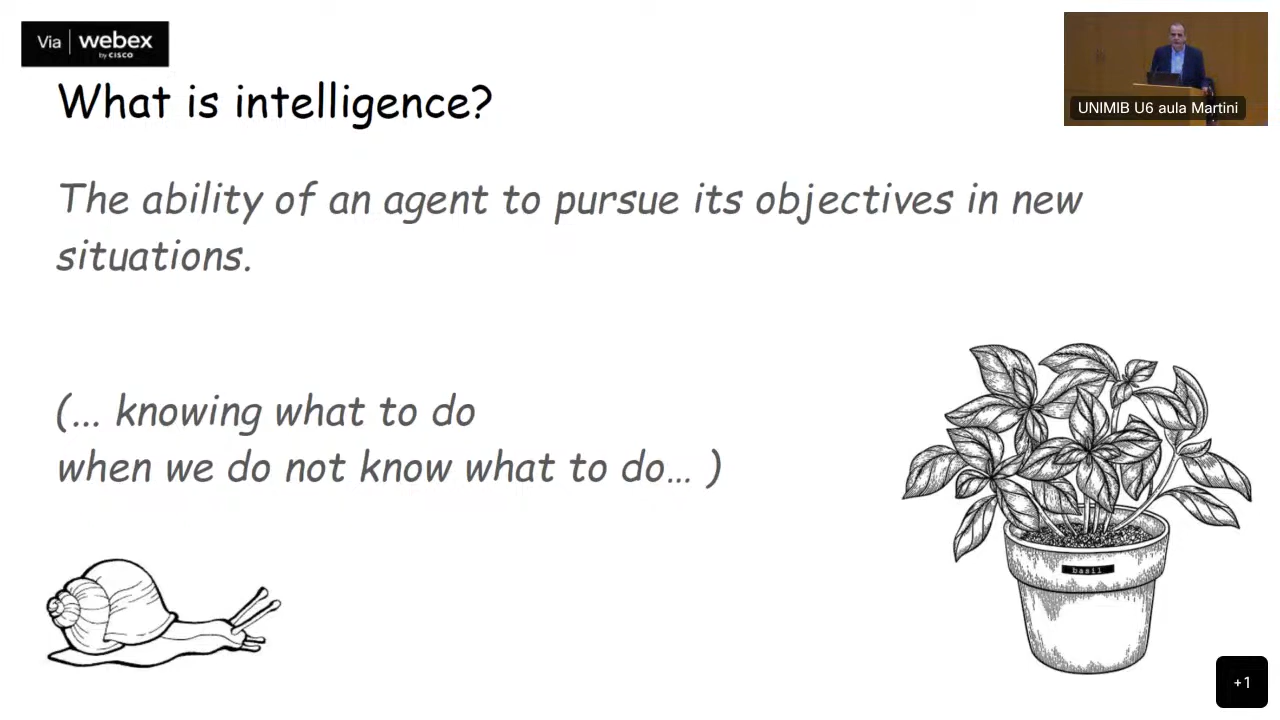 Via webex
by CISCO
What is intelligence?
UNIMIB U6 aula Martini
The ability of an agent to pursue its objectives in new
situations.
(... knowing what to do
when we do not know what to do... )
basil
+1